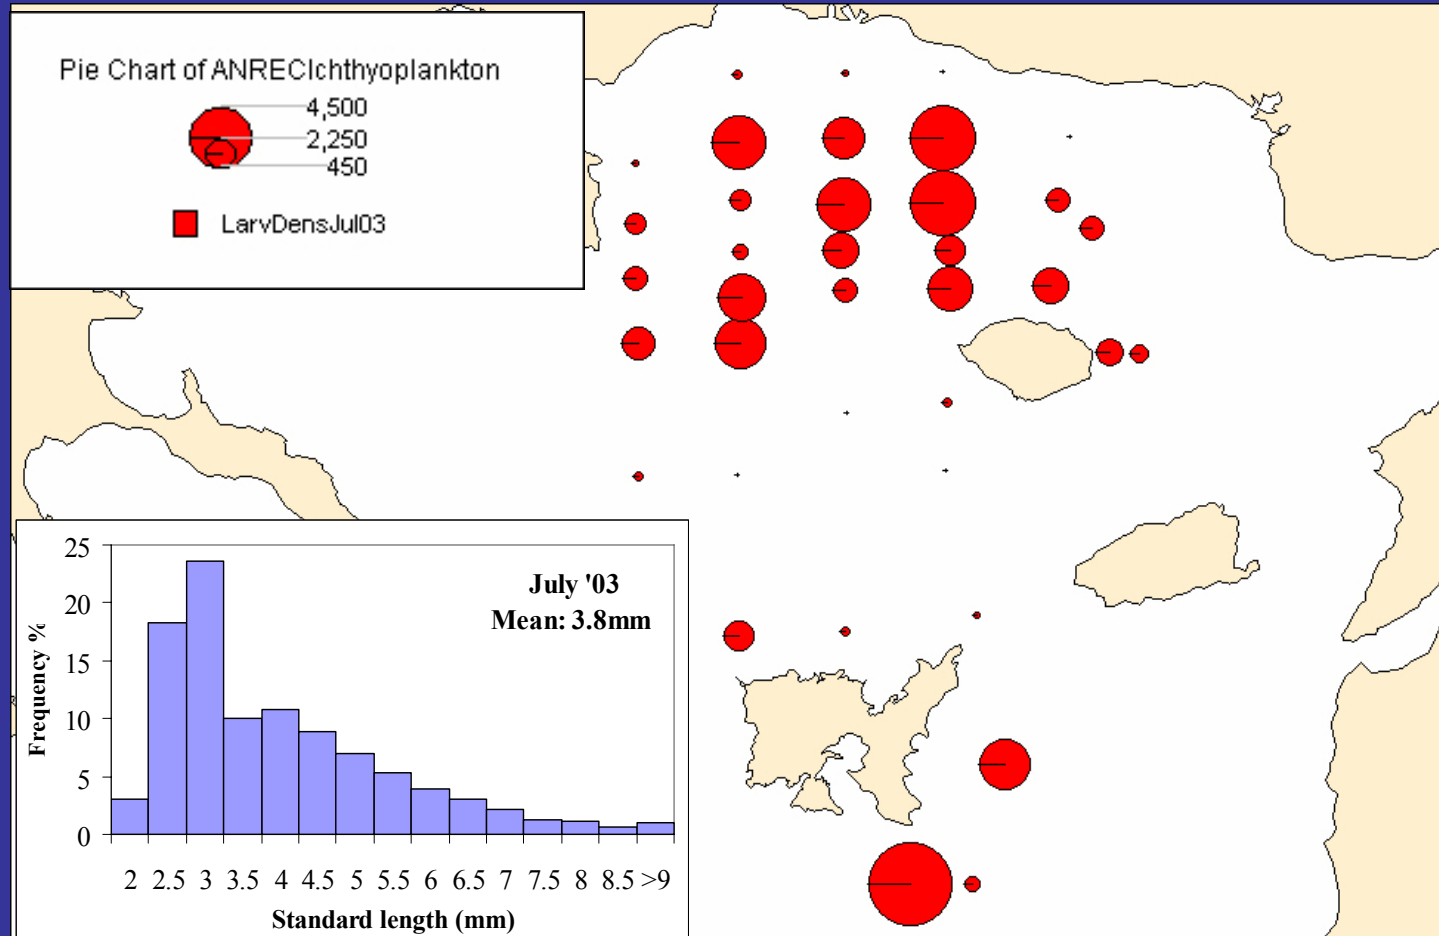 Pie Chart of ANRECIchthyoplankton
4,500
2,250
450
LarvDensJul03
July '03
Mean: 3.8mm
Frequency %
25
20
15
10
5
0
2 2.5 3 3.5 4 4.5 5 5.5 6 6.5 7 7.5 8 8.5 >9
Standard length (mm)